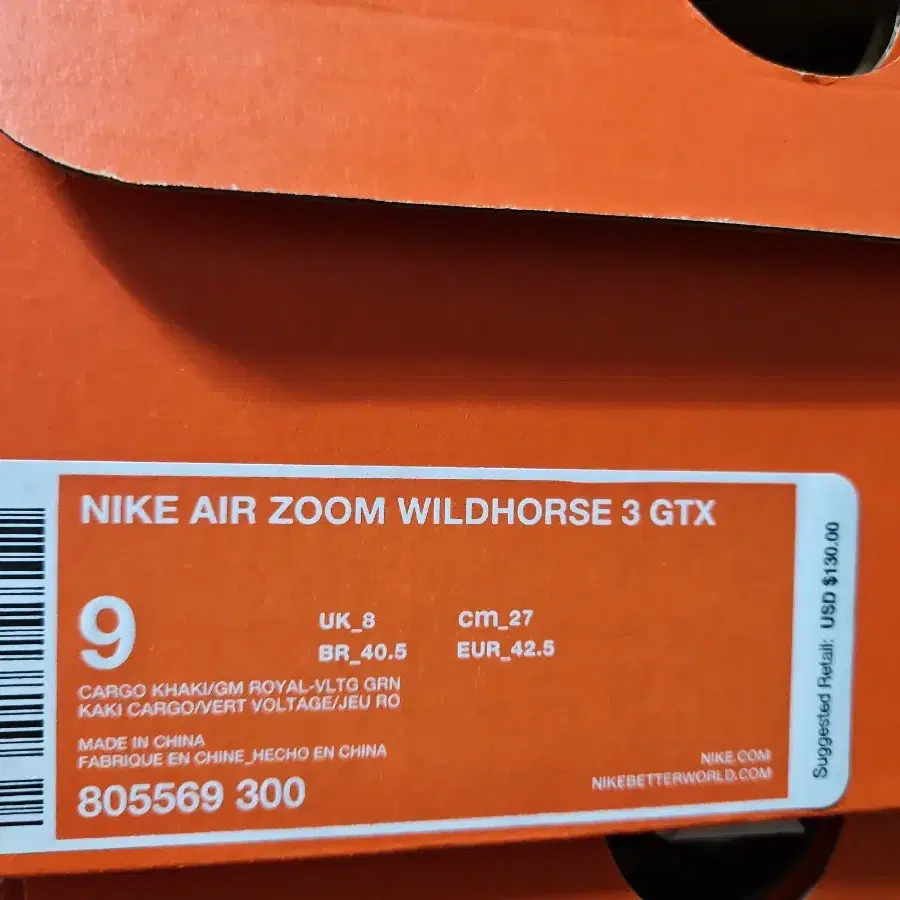 NIKE AIR ZOOM WILDHORSE 3 GTX
9
UK_8 cm_27
BR_40.5 EUR_42.5
CARGO KHAKI/GM ROYAL-VLTG GRN
KAKI CARGO/VERT VOLTAGE/JEU RO
MADE IN CHINA
FABRIQUE EN CHINE_HECHO EN CHINA
805569 300
NIKE.COM
NIKEBETTERWORLD.COM
Suggested Retail: USD $130.00